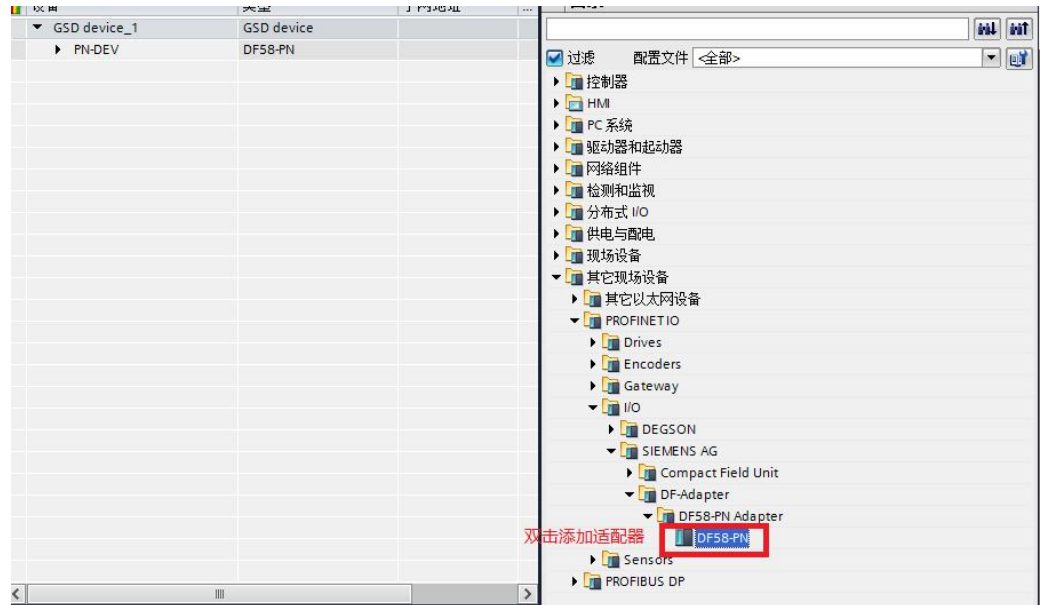 GSD device_1 GSD device
PN-DEV DF58-PN
过滤 配置文件 <全部>
控制器
HMI
PC 系统
驱动器和起动器
网络组件
检测和监视
分布式 I/O
供电与配电
现场设备
其它现场设备
其它以太网设备
PROFINET IO
Drives
Encoders
Gateway
I/O
DEGSON
SIEMENS AG
Compact Field Unit
DF-Adapter
DF58-PN Adapter
双击添加适配器 DF58-PN
Sensors
PROFIBUS DP